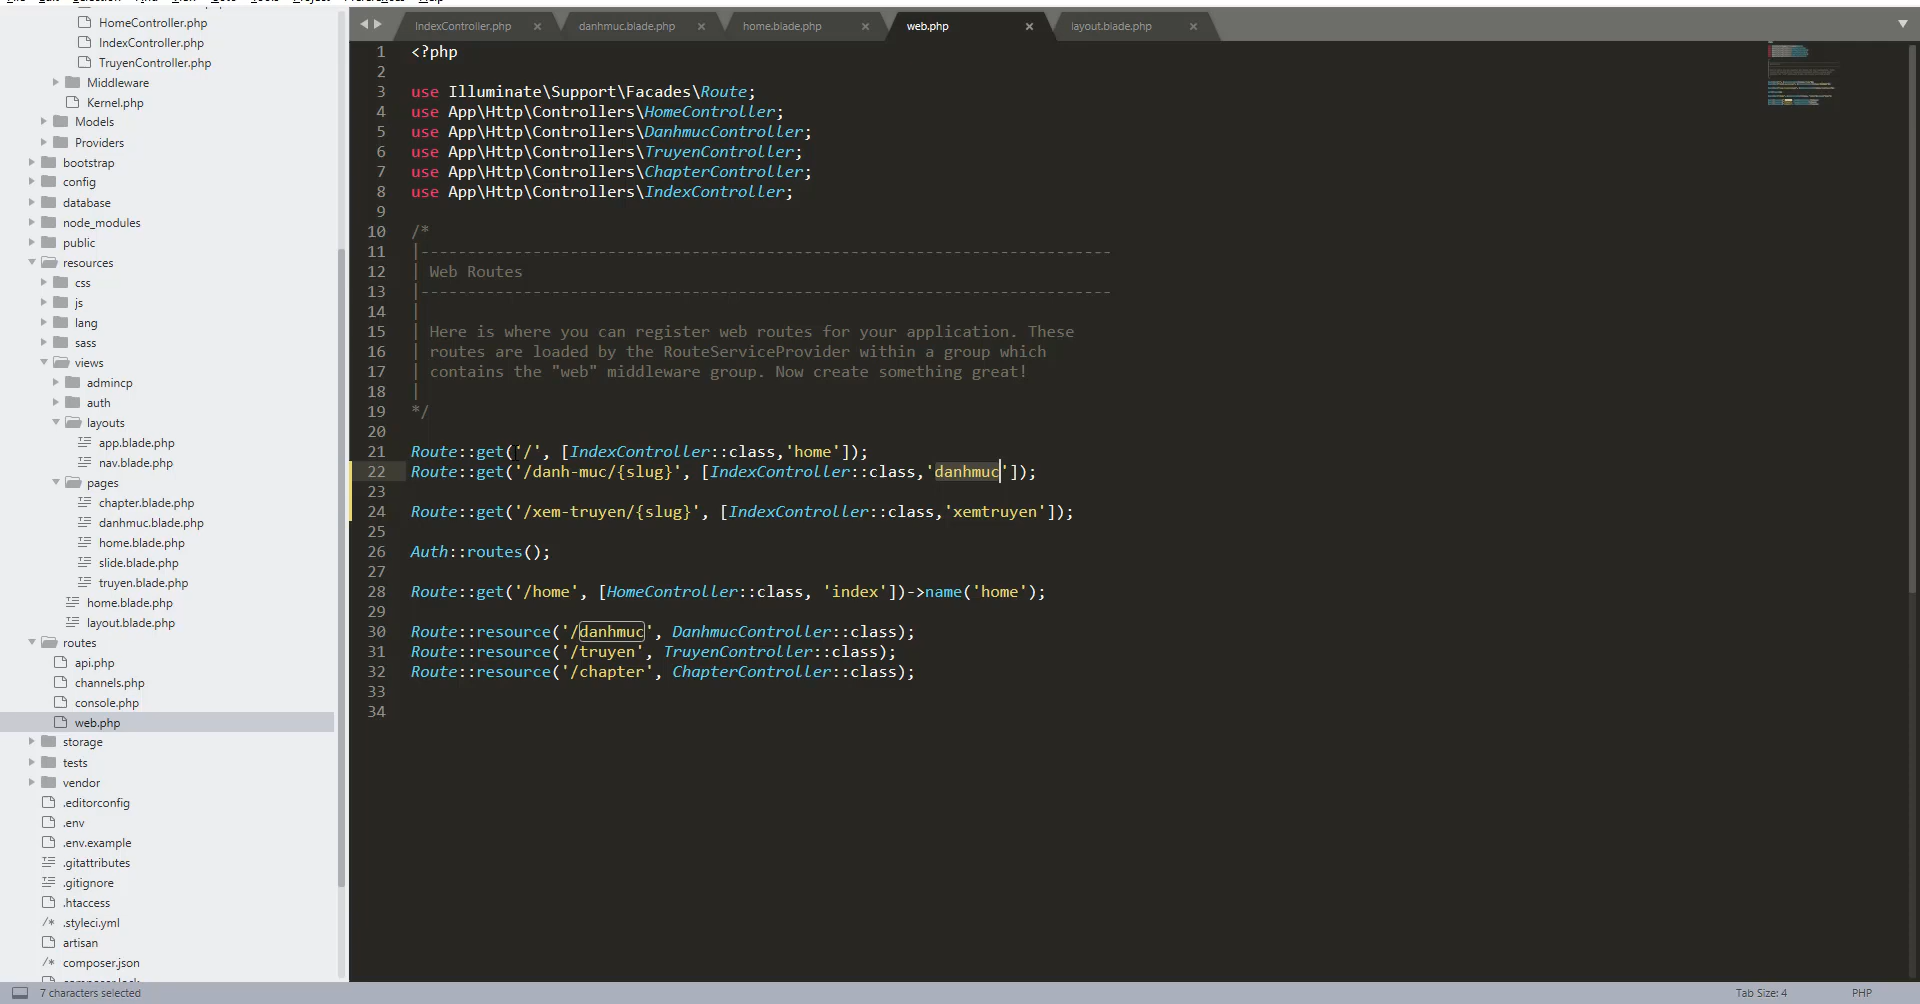 HomeController.php
IndexController.php
TruyenController.php
Middleware
Kernel.php
Models
Providers
bootstrap
config
database
node_modules
public
resources
css
js
lang
sass
views
admincp
auth
layouts
app.blade.php
nav.blade.php
pages
chapter.blade.php
danhmuc.blade.php
home.blade.php
slide.blade.php
truyen.blade.php
home.blade.php
layout.blade.php
routes
api.php
channels.php
console.php
web.php
storage
tests
vendor
.editorconfig
.env
.env.example
.gitattributes
.gitignore
.htaccess
/* .styleci.yml
artisan
/* composer.json
IndexController.php × danhmuc.blade.php × home.blade.php × web.php × layout.blade.php ×
1 <?php
2
3 use Illuminate\Support\Facades\Route;
4 use App\Http\Controllers\HomeController;
5 use App\Http\Controllers\DanhmucController;
6 use App\Http\Controllers\TruyenController;
7 use App\Http\Controllers\ChapterController;
8 use App\Http\Controllers\IndexController;
9
10 /*
11 |--------------------------------------------------------------------------
12 | Web Routes
13 |--------------------------------------------------------------------------
14 |
15 | Here is where you can register web routes for your application. These
16 | routes are loaded by the RouteServiceProvider within a group which
17 | contains the "web" middleware group. Now create something great!
18 |
19 */
20
21 Route::get('/', [IndexController::class,'home']);
22 Route::get('/danh-muc/{slug}', [IndexController::class,'danhmuc']);
23
24 Route::get('/xem-truyen/{slug}', [IndexController::class,'xemtruyen']);
25
26 Auth::routes();
27
28 Route::get('/home', [HomeController::class, 'index'])->name('home');
29
30 Route::resource('/danhmuc', DanhmucController::class);
31 Route::resource('/truyen', TruyenController::class);
32 Route::resource('/chapter', ChapterController::class);
33
34
7 characters selected
Tab Size: 4
PHP